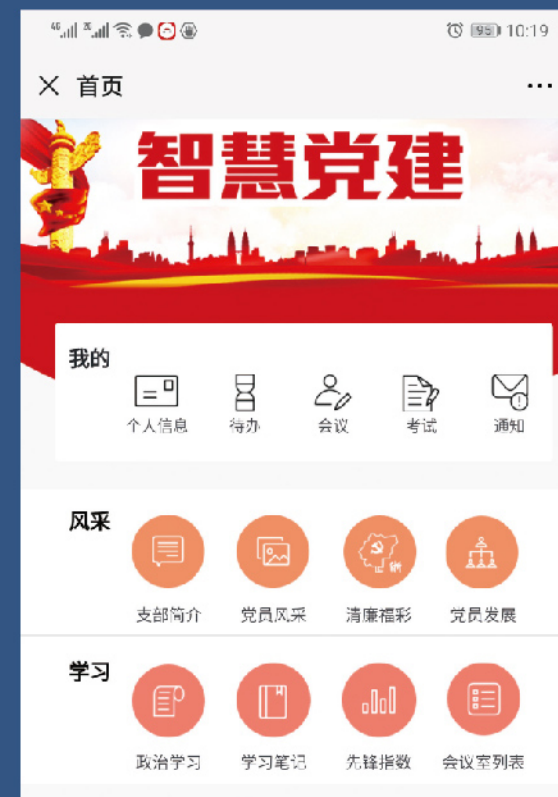 46 26 95 10:19
首页
智慧党建
我的
个人信息 待办 会议 考试 通知
风采
支部简介 党员风采 清廉福彩 党员发展
学习
政治学习 学习笔记 先锋指数 会议室列表